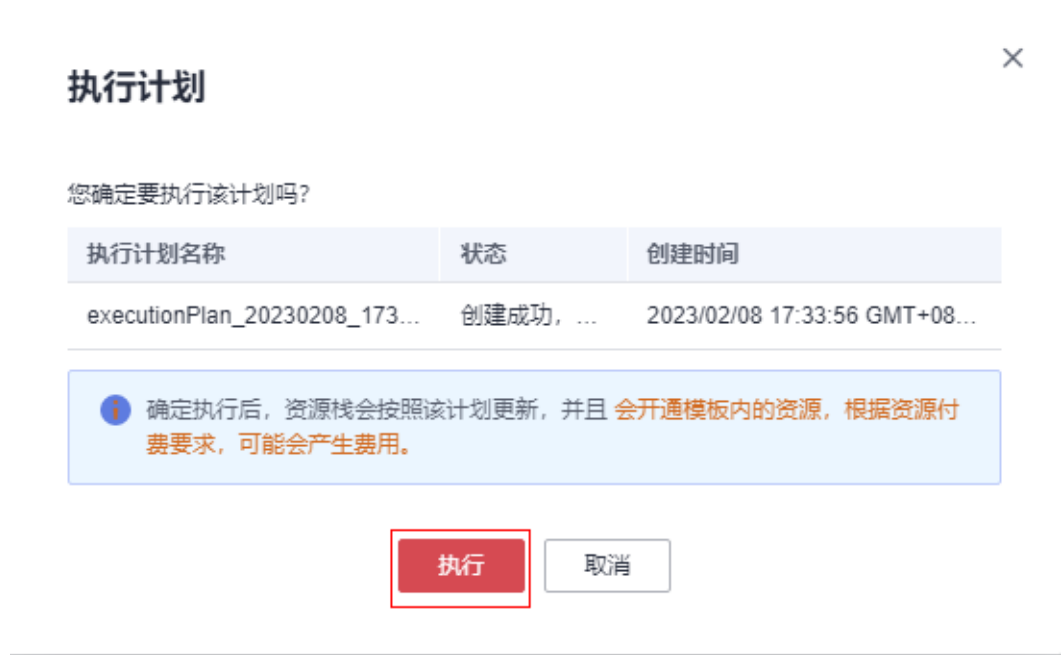 执行计划
您确定要执行该计划吗?
执行计划名称 状态 创建时间
executionPlan_20230208_173... 创建成功，... 2023/02/08 17:33:56 GMT+08...
确定执行后，资源栈会按照该计划更新，并且 会开通模板内的资源，根据资源付
费要求，可能会产生费用。
执行 取消